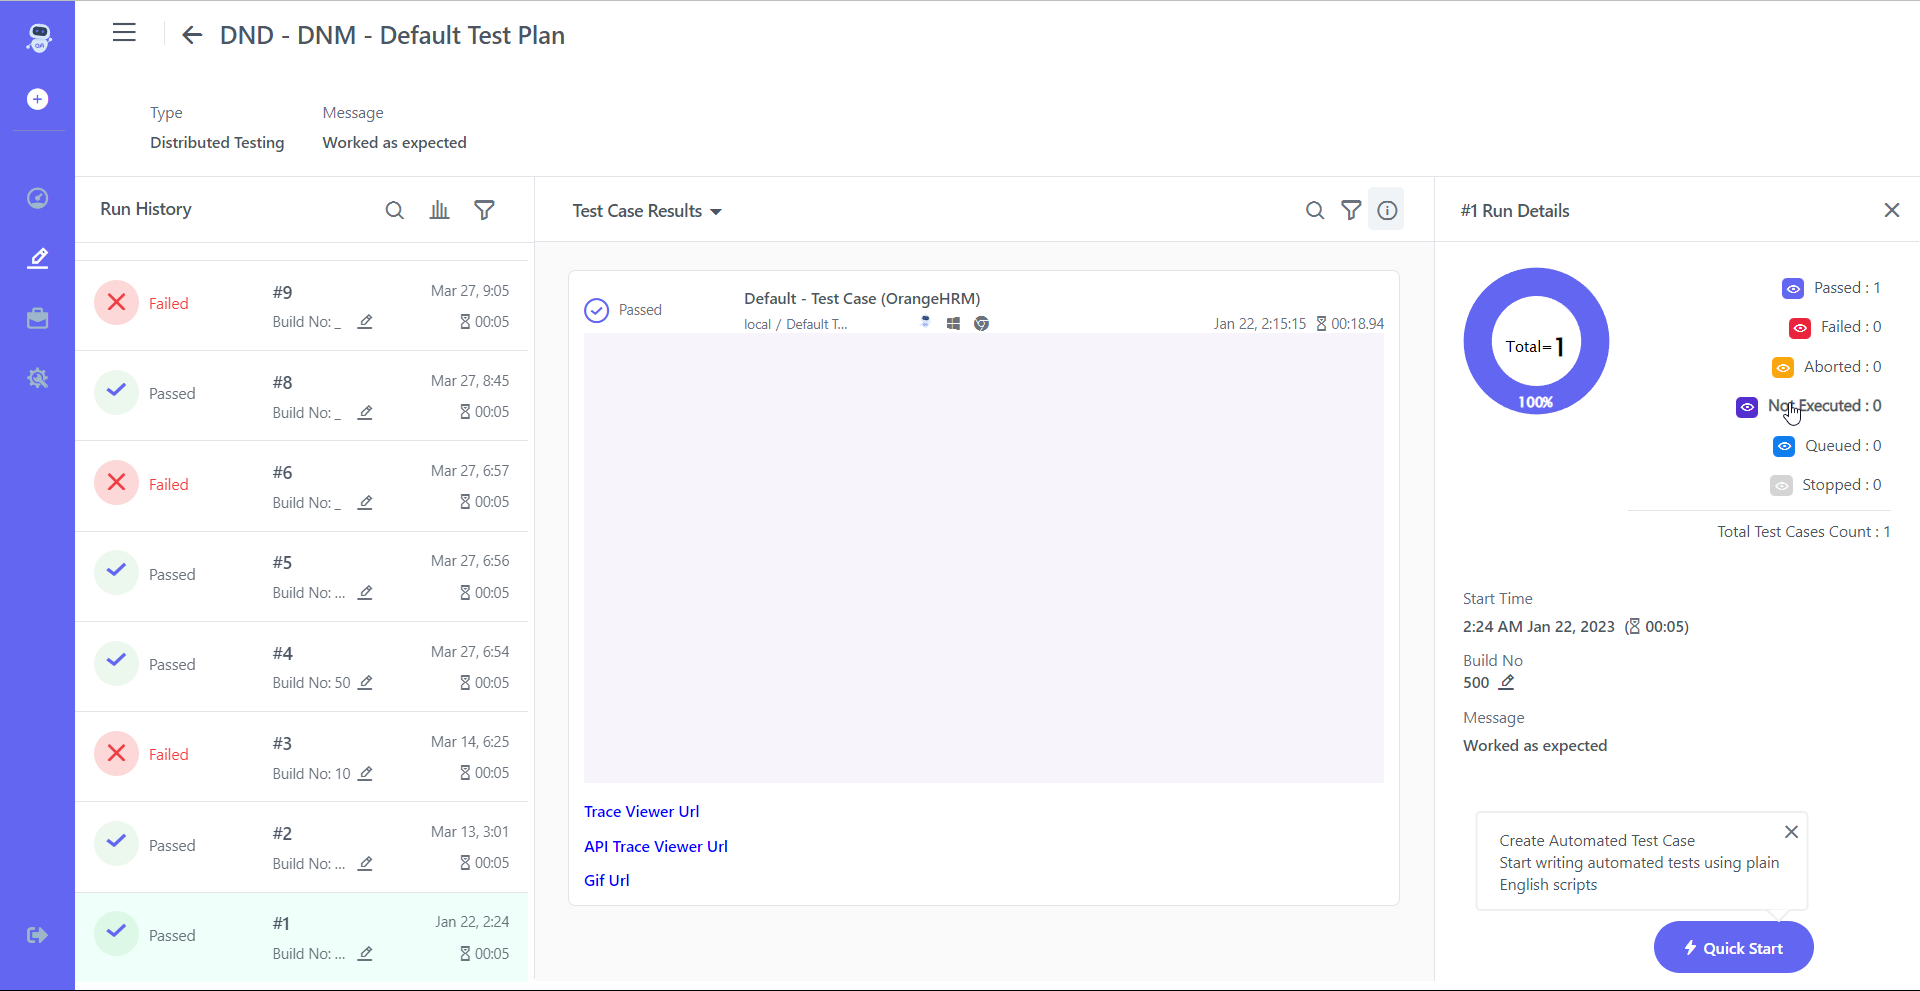 DND - DNM - Default Test Plan
Type
Message
Distributed Testing
Worked as expected
Run History
Failed
#9
Mar 27, 9:05
Build No: _
00:05
Passed
#8
Mar 27, 8:45
Build No: _
00:05
Failed
#6
Mar 27, 6:57
Build No: _
00:05
Passed
#5
Mar 27, 6:56
Build No: ...
00:05
Passed
#4
Mar 27, 6:54
Build No: 50
00:05
Failed
#3
Mar 14, 6:25
Build No: 10
00:05
Passed
#2
Mar 13, 3:01
Build No: ...
00:05
Passed
#1
Jan 22, 2:24
Build No: ...
00:05
Test Case Results
Passed
Default - Test Case (OrangeHRM)
local / Default T...
Jan 22, 2:15:15
00:18.94
Trace Viewer Url
API Trace Viewer Url
Gif Url
#1 Run Details
Total=1
100%
Passed : 1
Failed : 0
Aborted : 0
Not Executed : 0
Queued : 0
Stopped : 0
Total Test Cases Count : 1
Start Time
2:24 AM Jan 22, 2023 (00:05)
Build No
500
Message
Worked as expected
Create Automated Test Case
Start writing automated tests using plain
English scripts
Quick Start